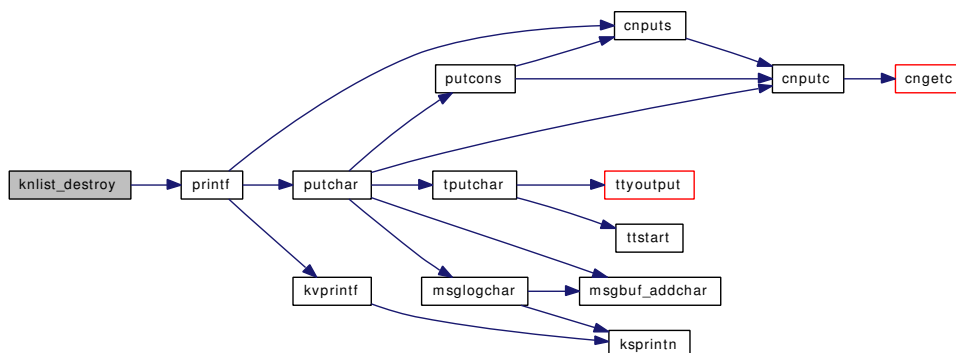 cnputs
putcons
cnputc
cngetc
knlist_destroy
printf
putchar
tputchar
ttyoutput
ttstart
kvprintf
msglogchar
msgbuf_addchar
ksprintn